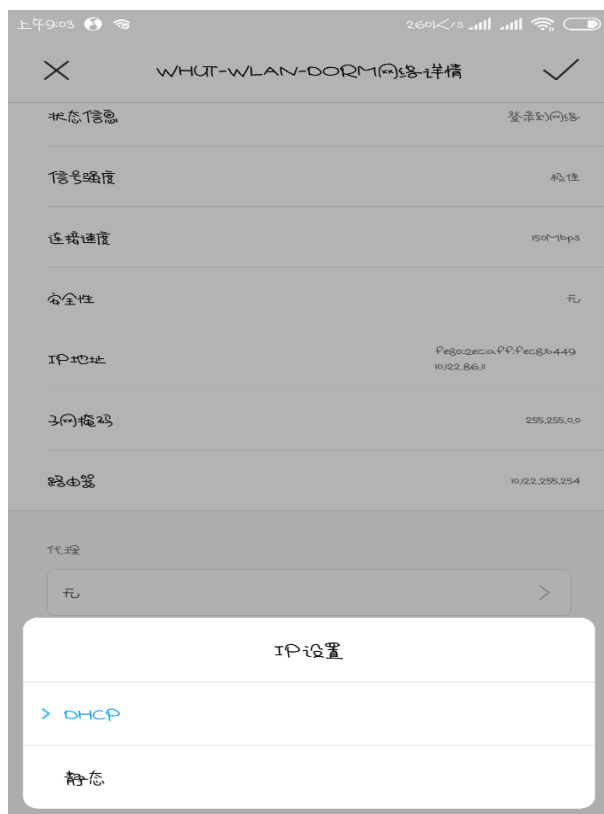 上午9:03 260K/s
WHUT-WLAN-DORM网络详情
状态信息 登录到网络
信号强度 极佳
连接速度 150Mbps
安全性 无
IP地址 fe80::2ec:aff:fec8:b449
10.122.86.11
子网掩码 255.255.0.0
路由器 10.122.255.254
代理
无
IP设置
DHCP
静态